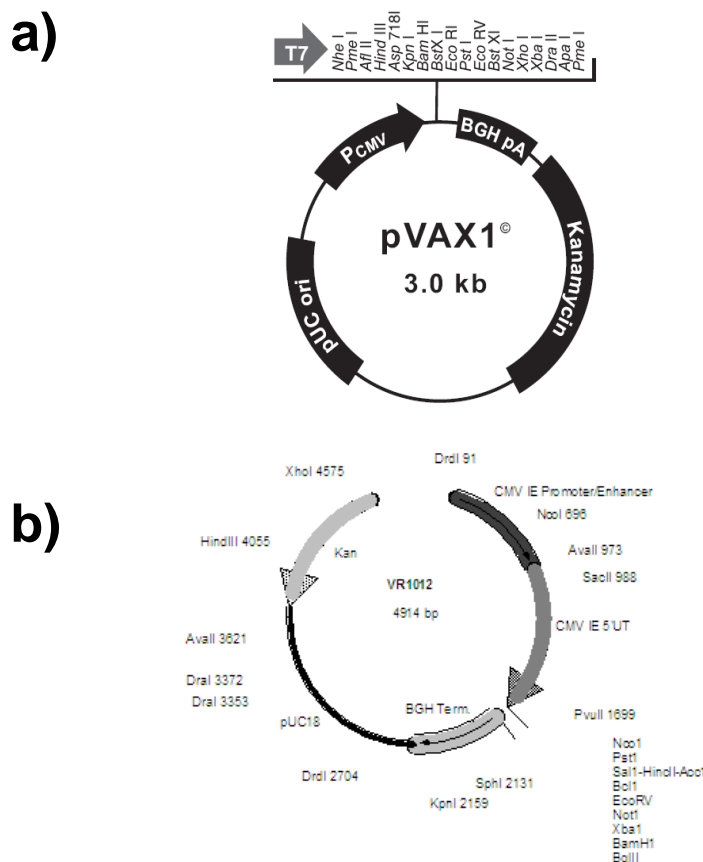 a)
T7
Nhe I
Pme I
Afl II
Hind III
Asp 718I
Kpn I
Bam HI
BstX I
Eco RI
Pst I
Eco RV
Bst XI
Not I
Xho I
Xba I
Dra II
Apa I
Pme I
PCMV
BGH pA
pVAX1©
3.0 kb
Kanamycin
pUC ori
b)
DrdI 91
XhoI 4575
CMV IE Promoter/Enhancer
NcoI 696
HindIII 4055
Kan
AvaII 973
VR1012
SacII 988
4914 bp
CMV IE 5'UT
AvaII 3621
DraI 3372
DraI 3353
BGH Term.
pUC18
PvuII 1699
DrdI 2704
SphI 2131
KpnI 2159
Nco1
Pst1
Sal1-HincII-Acc1
Bcl1
EcoRV
Not1
Xba1
BamH1
BglII